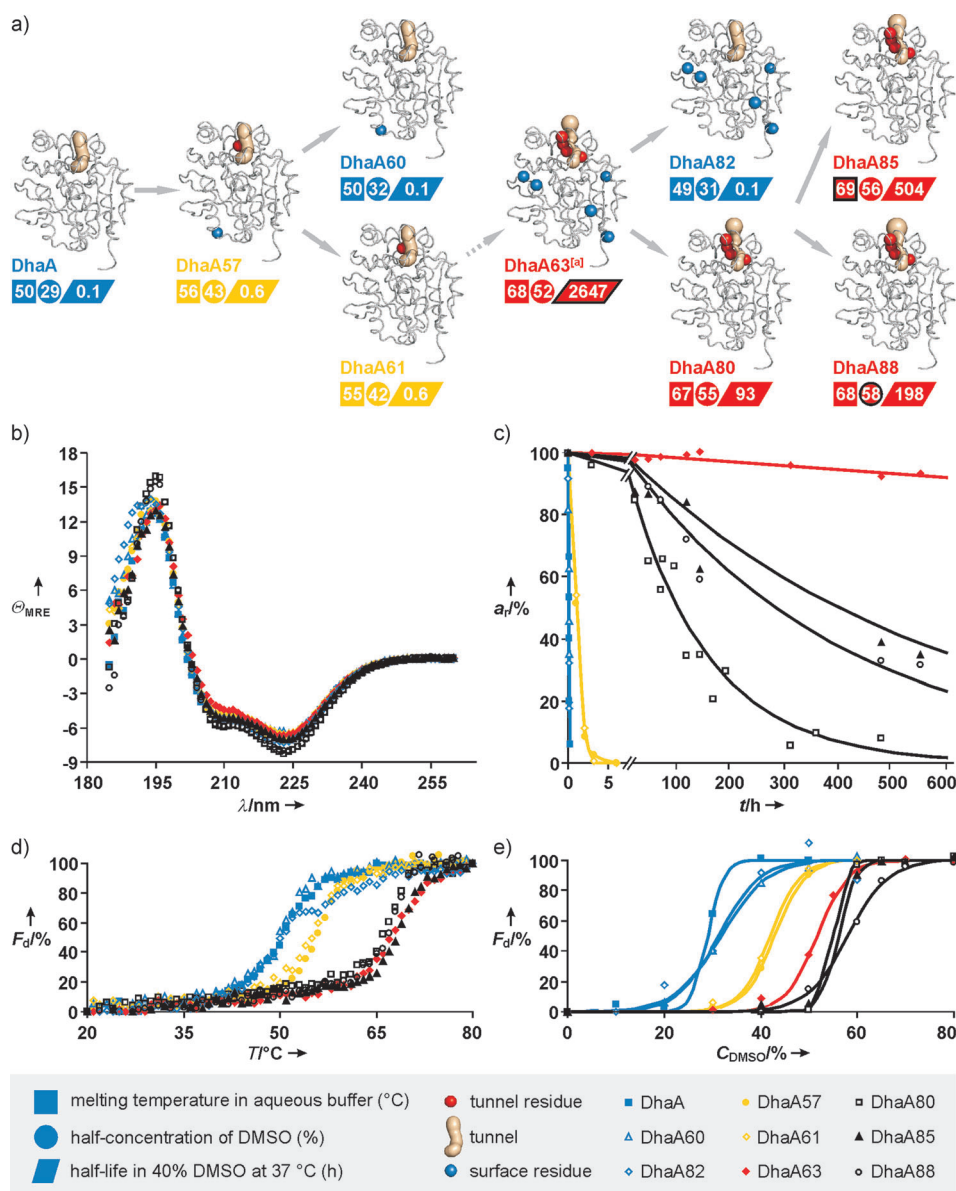 a)
DhaA
50 29 0.1
DhaA57
56 43 0.6
DhaA60
50 32 0.1
DhaA61
55 42 0.6
DhaA63[a]
68 52 2647
DhaA82
49 31 0.1
DhaA80
67 55 93
DhaA85
69 56 504
DhaA88
68 58 198
b)
18
15
12
9
6
3
0
-3
-6
-9
ΘMRE
180 195 210 225 240 255
λ/nm
c)
100
80
60
40
20
0
ar/%
0 5 100 200 300 400 500 600
t/h
d)
100
80
60
40
20
0
Fd/%
20 35 50 65 80
T/°C
e)
100
80
60
40
20
0
Fd/%
0 20 40 60 80
CDMSO/%
melting temperature in aqueous buffer (°C)
half-concentration of DMSO (%)
half-life in 40% DMSO at 37 °C (h)
tunnel residue
tunnel
surface residue
DhaA
DhaA60
DhaA82
DhaA57
DhaA61
DhaA63
DhaA80
DhaA85
DhaA88